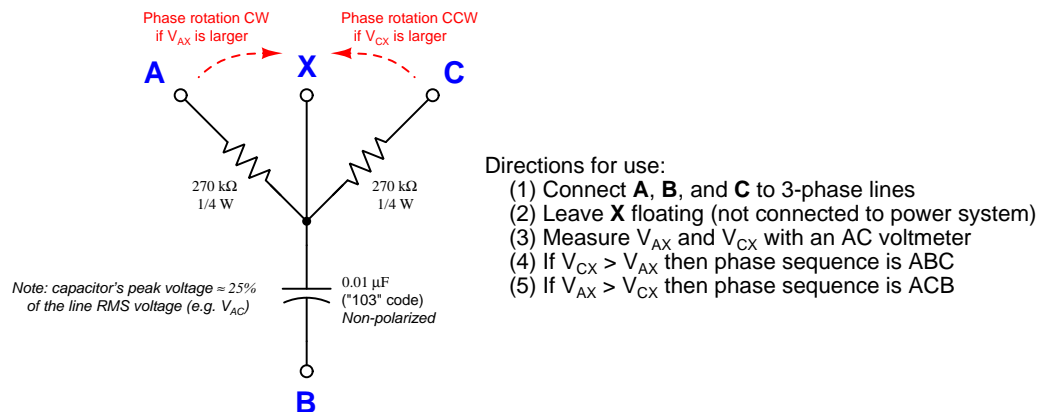 Phase rotation CW
if VAX is larger
Phase rotation CCW
if VCX is larger
A
X
C
270 kΩ
1/4 W
270 kΩ
1/4 W
Note: capacitor's peak voltage ≈ 25%
of the line RMS voltage (e.g. VAC)
0.01 µF
("103" code)
Non-polarized
B
Directions for use:
(1) Connect A, B, and C to 3-phase lines
(2) Leave X floating (not connected to power system)
(3) Measure VAX and VCX with an AC voltmeter
(4) If VCX > VAX then phase sequence is ABC
(5) If VAX > VCX then phase sequence is ACB